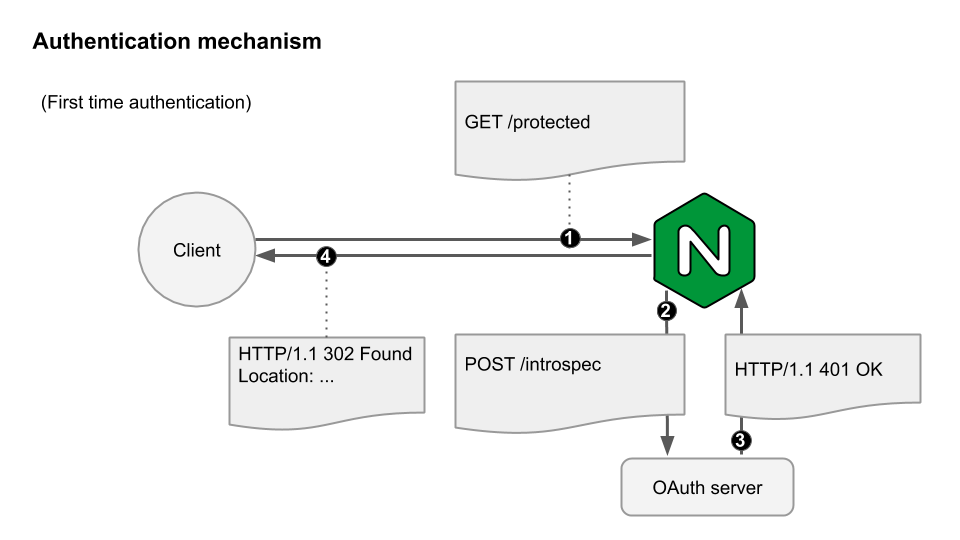 Authentication mechanism
(First time authentication)
GET /protected
Client
1
4
N
2
HTTP/1.1 302 Found
Location: ...
POST /introspec
HTTP/1.1 401 OK
3
OAuth server